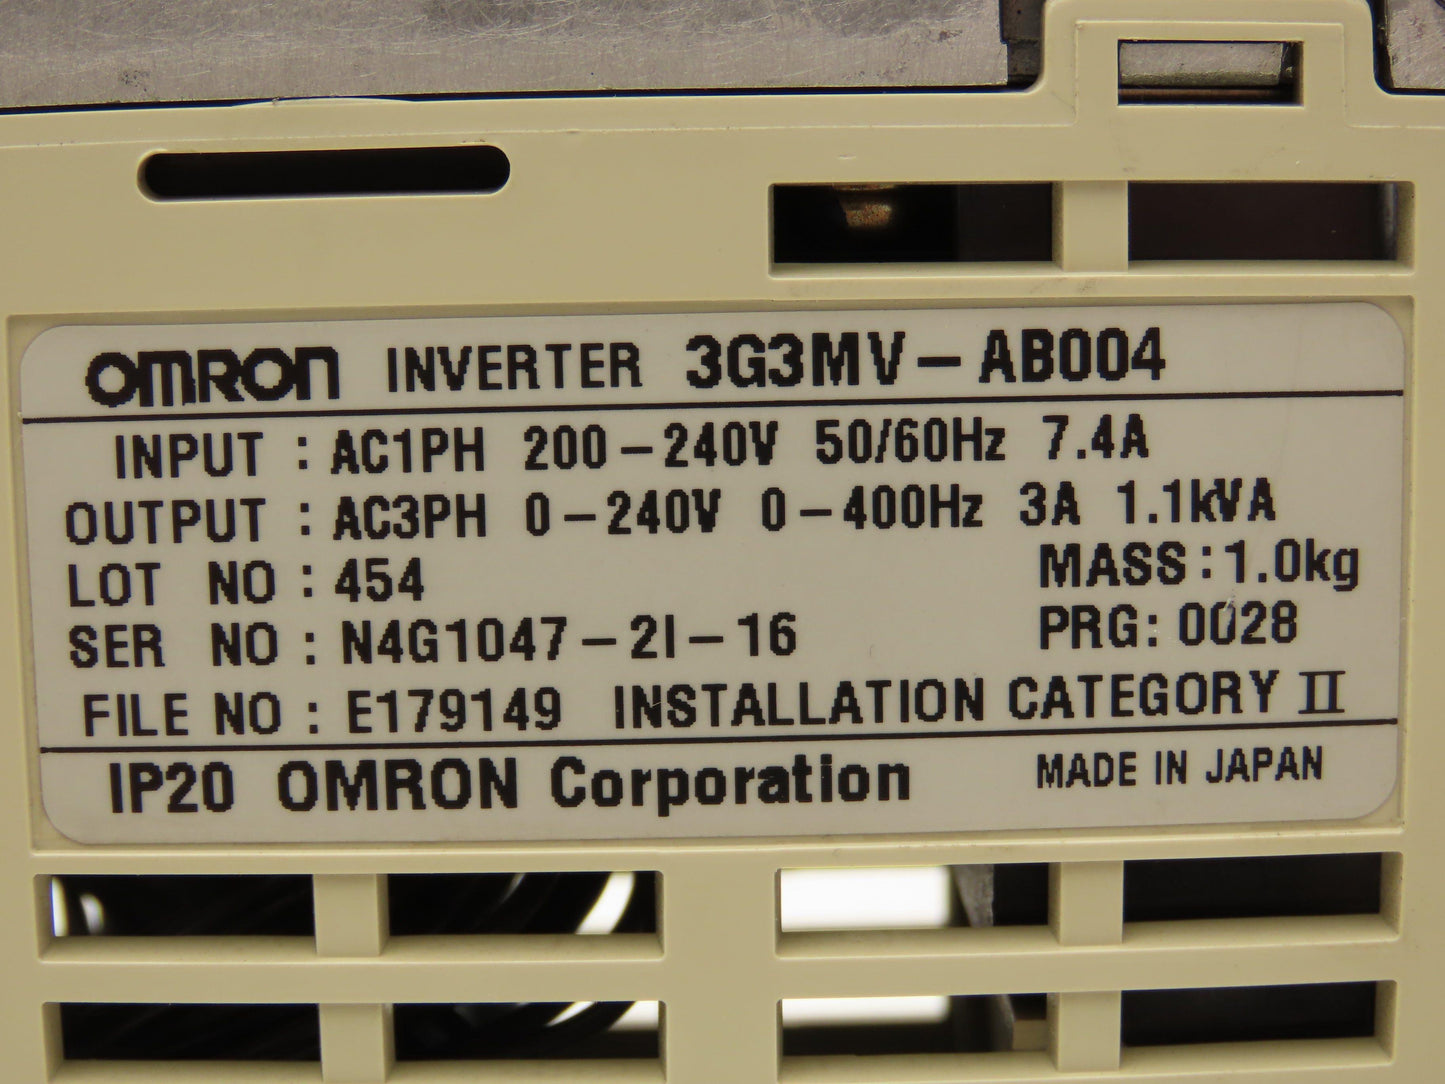 OMRON INVERTER 3G3MV-AB004
INPUT : AC1PH 200-240V 50/60Hz 7.4A
OUTPUT : AC3PH 0-240V 0-400Hz 3A 1.1kVA
LOT NO : 454 MASS : 1.0kg
SER NO : N4G1047-2I-16 PRG: 0028
FILE NO : E179149 INSTALLATION CATEGORY II
IP20 OMRON Corporation MADE IN JAPAN